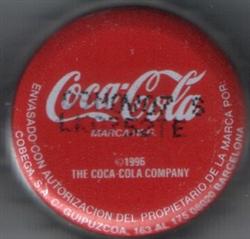 Coca-Cola
MARCA REG.
©1996
THE COCA-COLA COMPANY
ENVASADO CON AUTORIZACION DEL PROPIETARIO DE LA MARCA POR:
COBEGA, S.A. C/ GUIPUZCOA, 163 AL 175 08020 BARCELONA